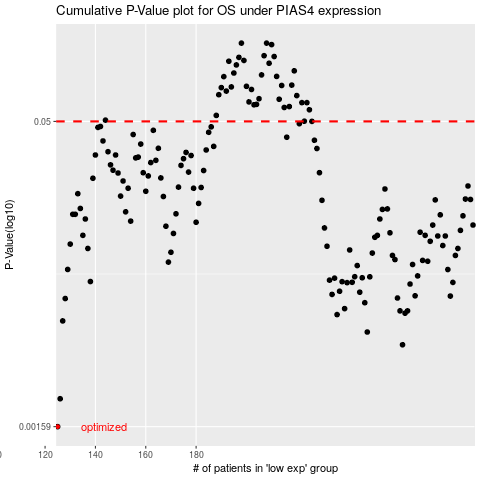 Cumulative P-Value plot for OS under PIAS4 expression
P-Value(log10)
0.05
0.00159
optimized
0 120 140 160 180
# of patients in 'low exp' group